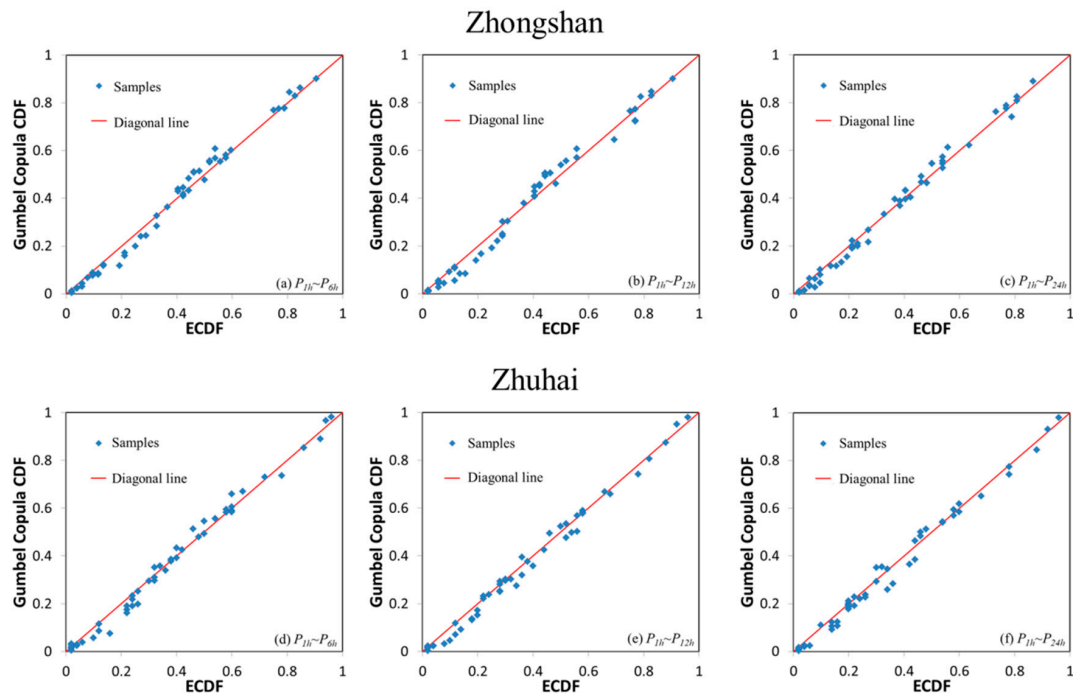 Zhongshan
1
0.8
0.6
0.4
0.2
0
Gumbel Copula CDF
Samples
Diagonal line
(a) P1h~P6h
0 0.2 0.4 0.6 0.8 1
ECDF
1
0.8
0.6
0.4
0.2
0
Gumbel Copula CDF
Samples
Diagonal line
(b) P1h~P12h
0 0.2 0.4 0.6 0.8 1
ECDF
1
0.8
0.6
0.4
0.2
0
Gumbel Copula CDF
Samples
Diagonal line
(c) P1h~P24h
0 0.2 0.4 0.6 0.8 1
ECDF
Zhuhai
1
0.8
0.6
0.4
0.2
0
Gumbel Copula CDF
Samples
Diagonal line
(d) P1h~P6h
0 0.2 0.4 0.6 0.8 1
ECDF
1
0.8
0.6
0.4
0.2
0
Gumbel Copula CDF
Samples
Diagonal line
(e) P1h~P12h
0 0.2 0.4 0.6 0.8 1
ECDF
1
0.8
0.6
0.4
0.2
0
Gumbel Copula CDF
Samples
Diagonal line
(f) P1h~P24h
0 0.2 0.4 0.6 0.8 1
ECDF